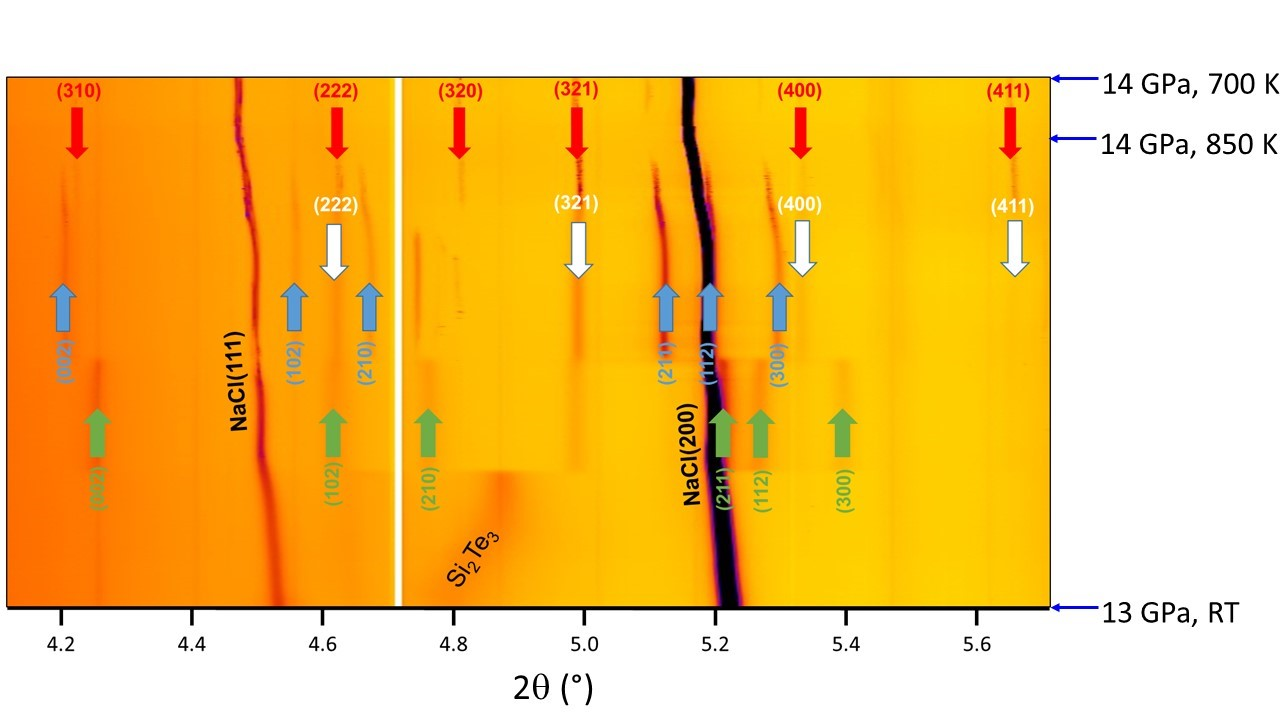 (310) (222) (320) (321) (400) (411)
14 GPa, 700 K
14 GPa, 850 K
(222) (321) (400) (411)
(002) (102) (210) (211) (112) (300)
NaCl(111)
NaCl(200)
(002) (102) (210) (211) (112) (300)
Si2Te3
13 GPa, RT
4.2 4.4 4.6 4.8 5.0 5.2 5.4 5.6
2θ (°)